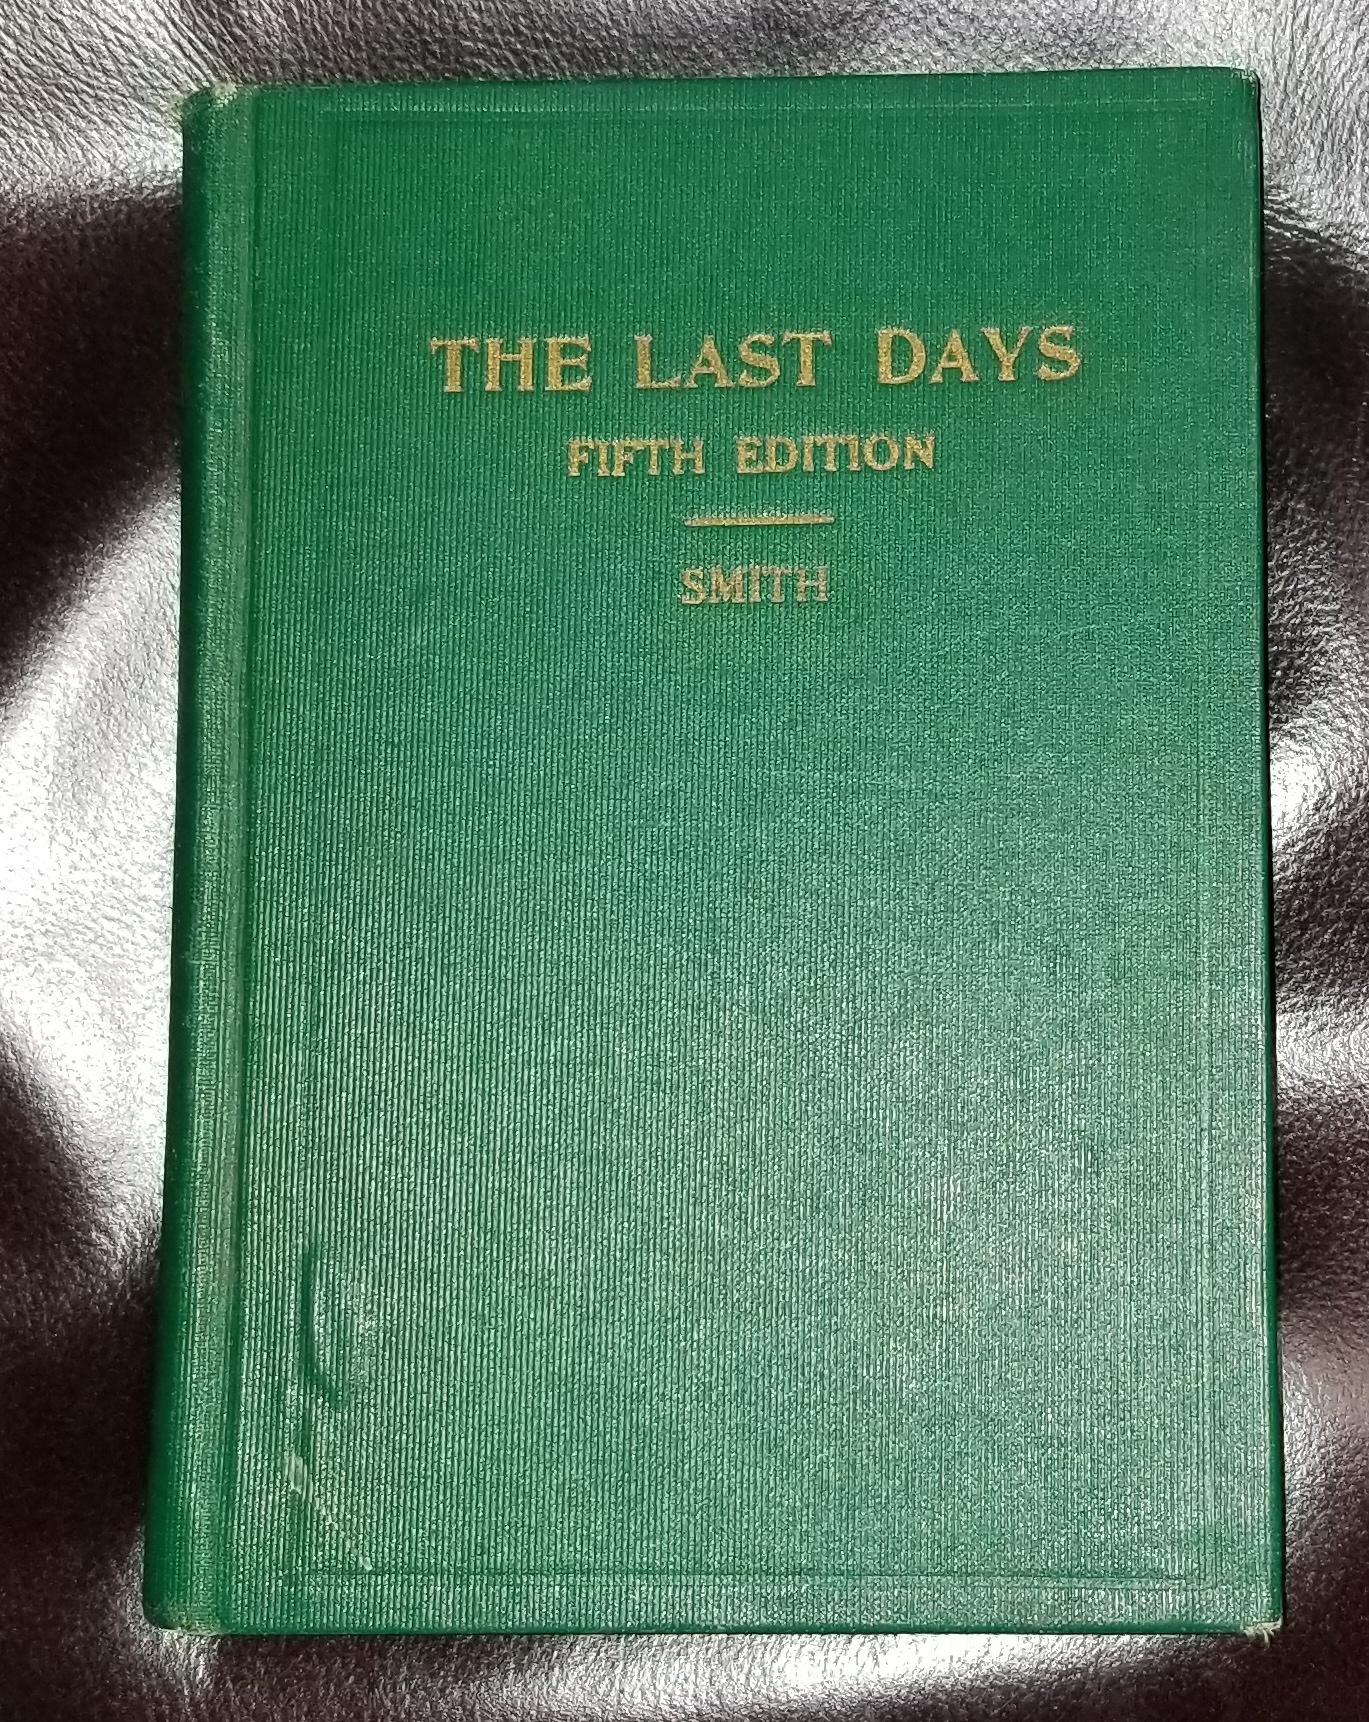 THE LAST DAYS
FIFTH EDITION
SMITH